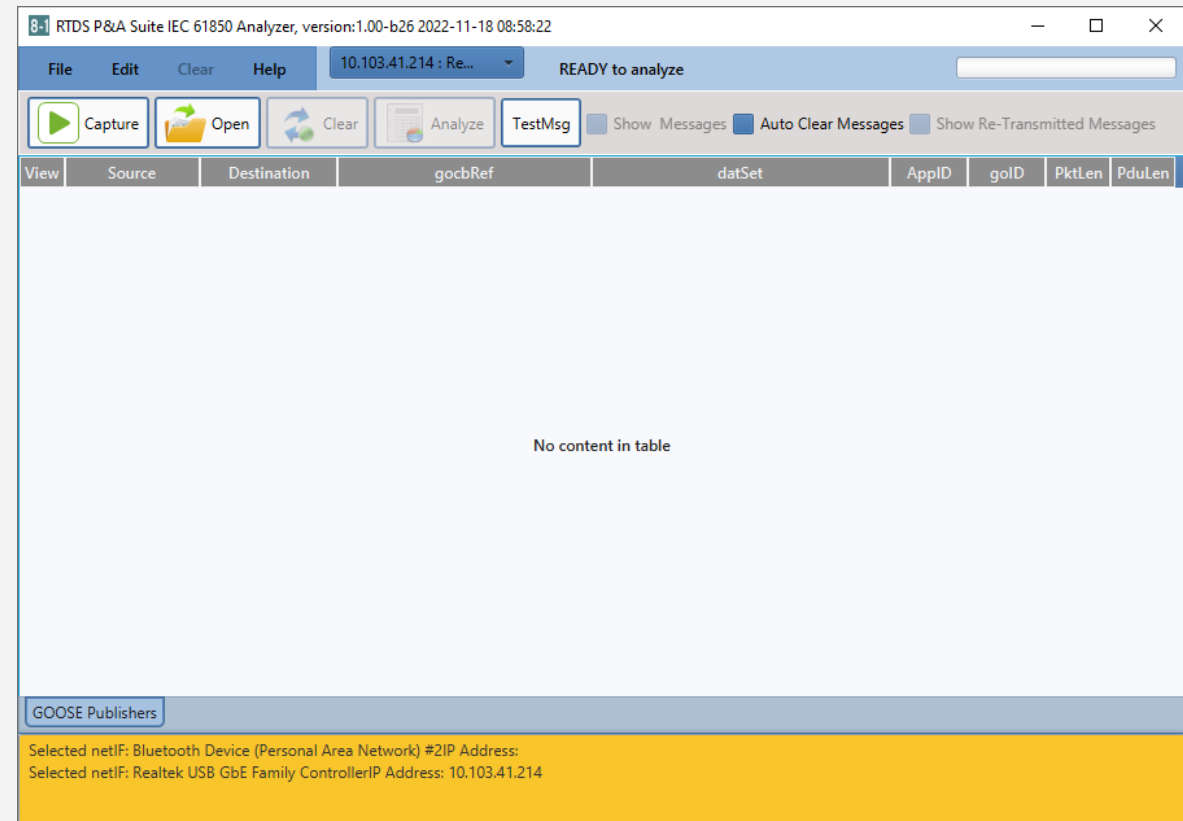 8-1 RTDS P&A Suite IEC 61850 Analyzer, version:1.00-b26 2022-11-18 08:58:22
File Edit Clear Help 10.103.41.214 : Re... READY to analyze
Capture Open Clear Analyze TestMsg Show Messages Auto Clear Messages Show Re-Transmitted Messages
View Source Destination gocbRef datSet AppID goID PktLen PduLen
No content in table
GOOSE Publishers
Selected netIF: Bluetooth Device (Personal Area Network) #2IP Address:
Selected netIF: Realtek USB GbE Family ControllerIP Address: 10.103.41.214